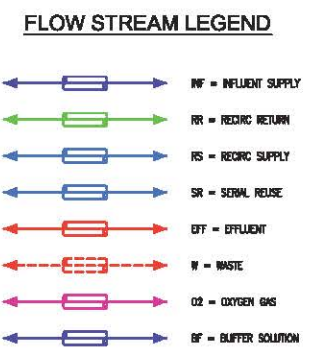 FLOW STREAM LEGEND
INF = INFLUENT SUPPLY
RR = RECIRC RETURN
RS = RECIRC SUPPLY
SR = SERIAL REUSE
EFF = EFFLUENT
W = WASTE
O2 = OXYGEN GAS
BF = BUFFER SOLUTION